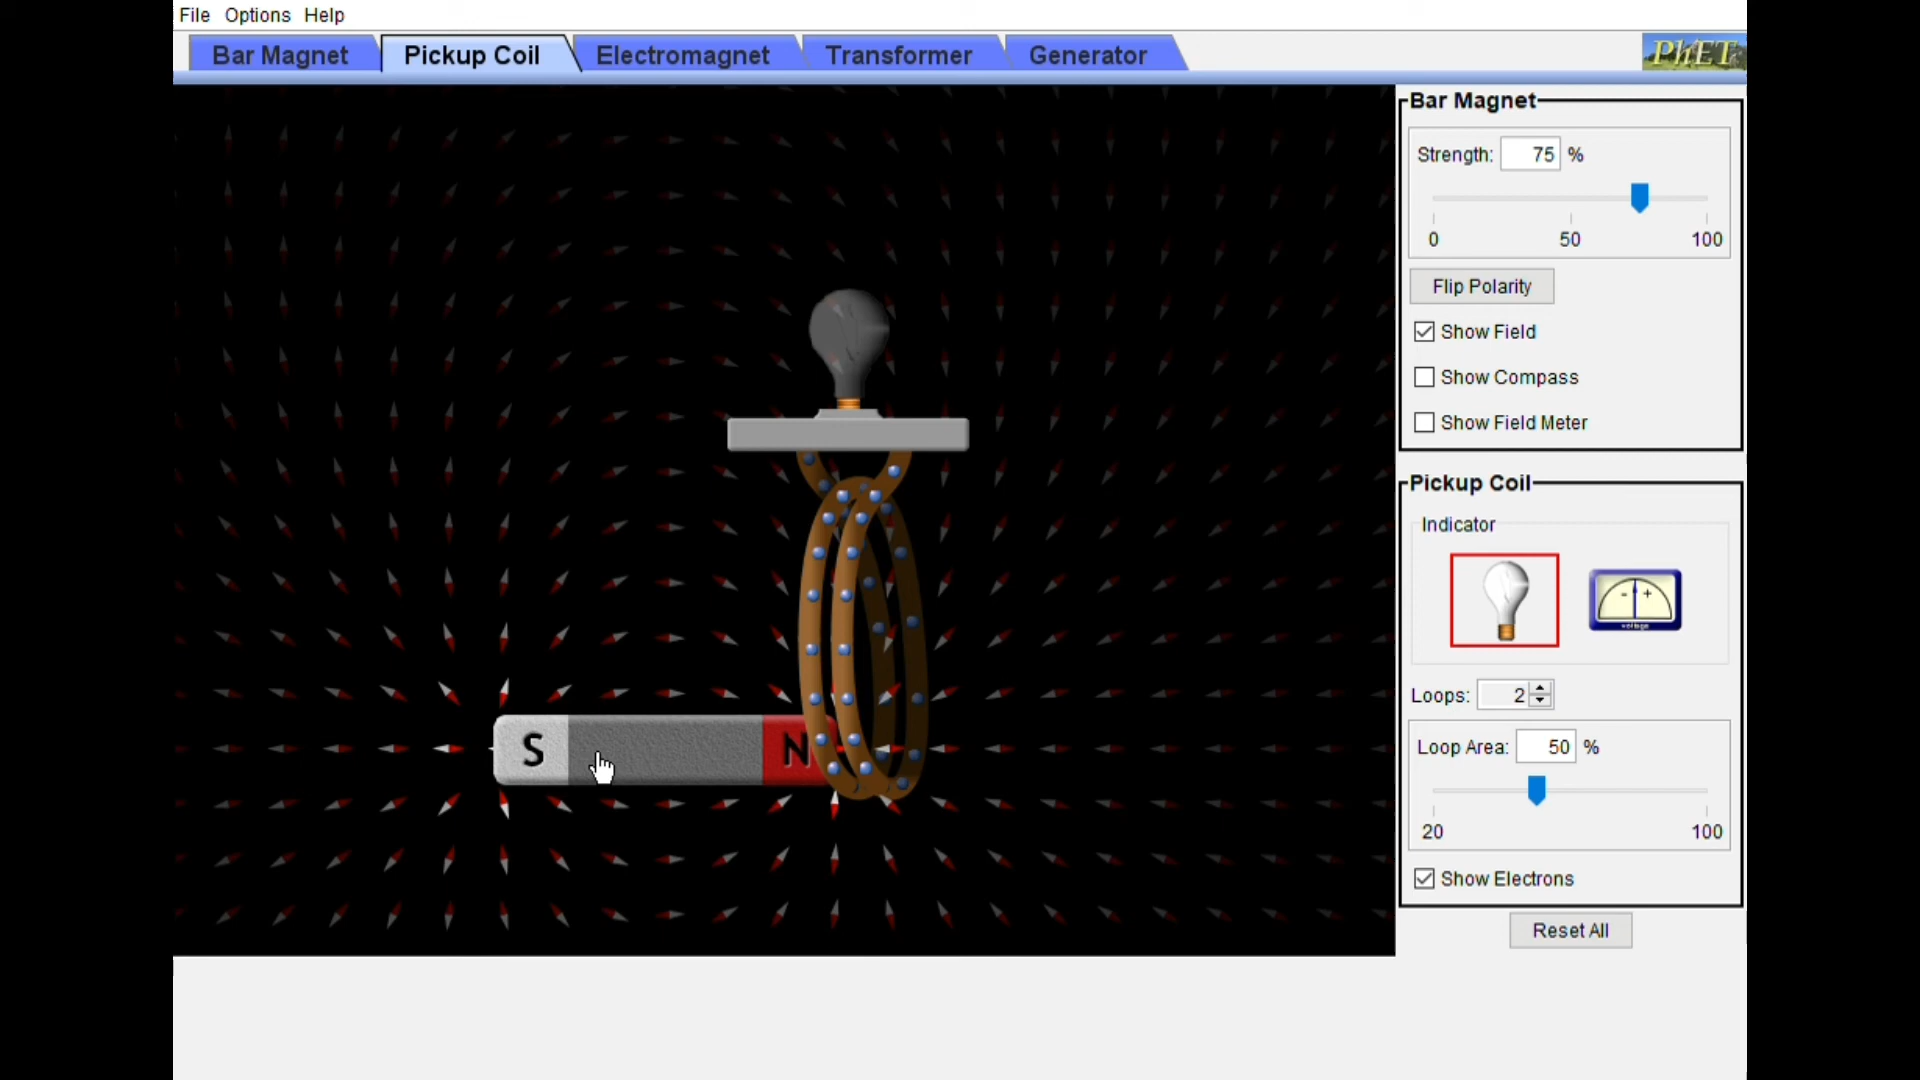 File Options Help
Bar Magnet Pickup Coil Electromagnet Transformer Generator
PhET
Bar Magnet
Strength: 75 %
0 50 100
Flip Polarity
Show Field
Show Compass
Show Field Meter
Pickup Coil
Indicator
- +
voltage
Loops: 2
Loop Area: 50 %
20 100
Show Electrons
Reset All
S N